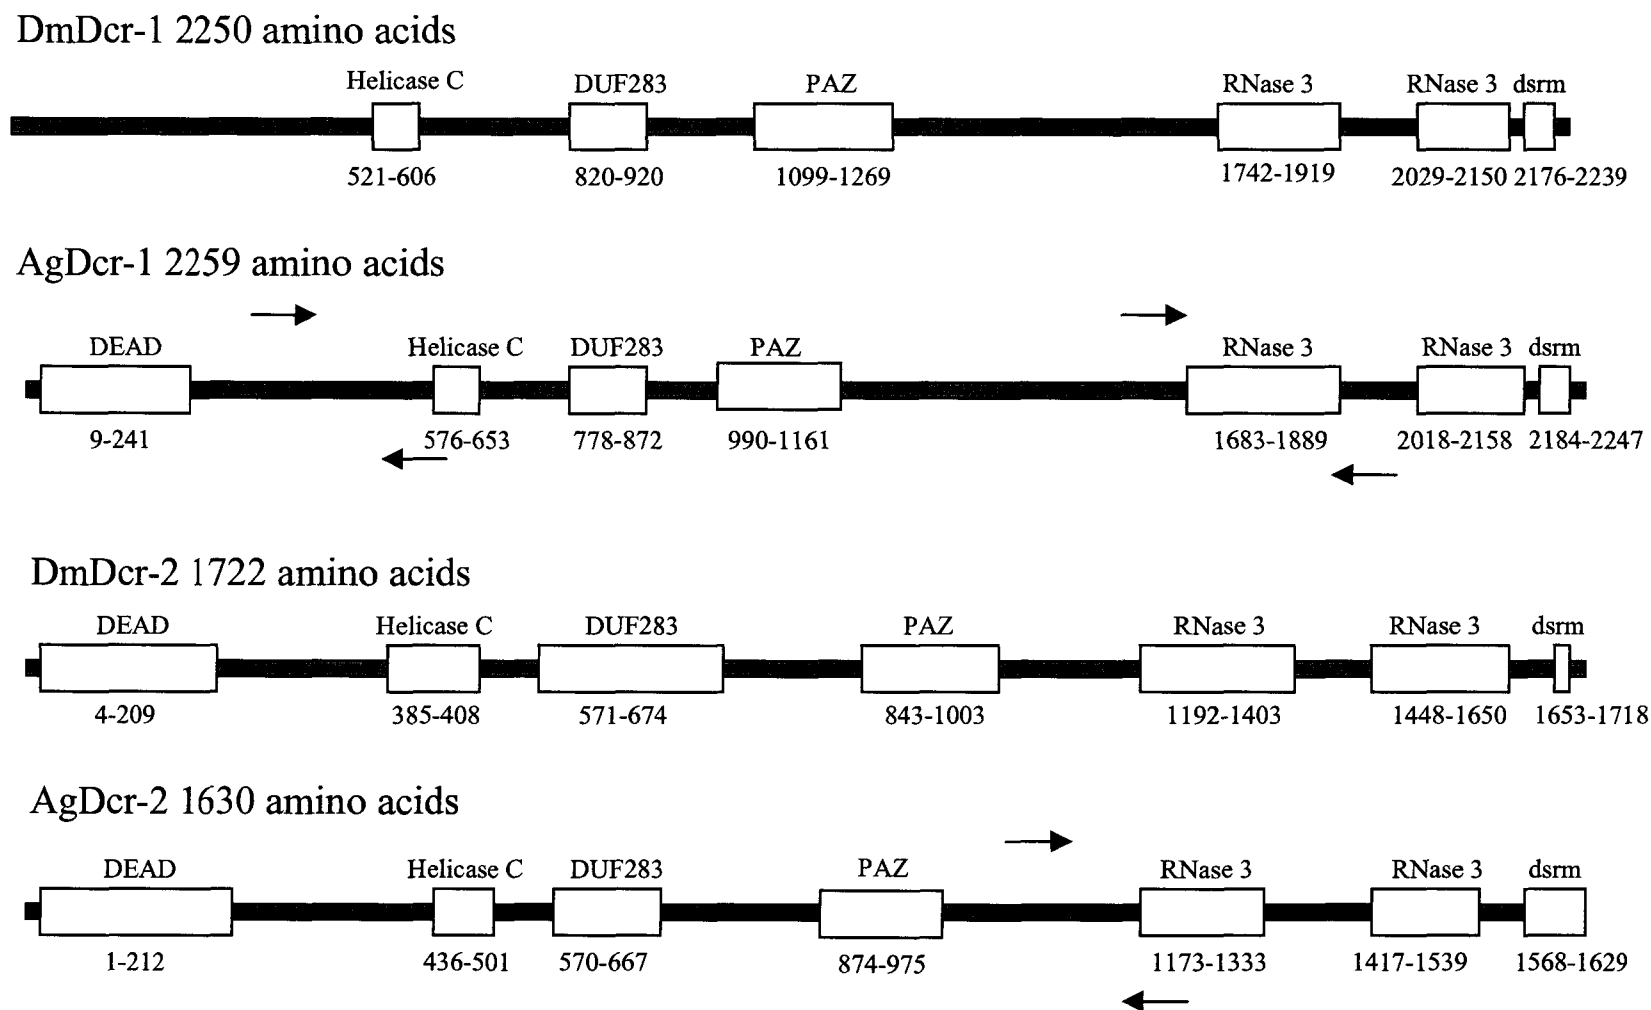 DmDcr-1 2250 amino acids
Helicase C DUF283 PAZ RNase 3 RNase 3 dsrm
521-606 820-920 1099-1269 1742-1919 2029-2150 2176-2239
AgDcr-1 2259 amino acids
DEAD Helicase C DUF283 PAZ RNase 3 RNase 3 dsrm
9-241 576-653 778-872 990-1161 1683-1889 2018-2158 2184-2247
DmDcr-2 1722 amino acids
DEAD Helicase C DUF283 PAZ RNase 3 RNase 3 dsrm
4-209 385-408 571-674 843-1003 1192-1403 1448-1650 1653-1718
AgDcr-2 1630 amino acids
DEAD Helicase C DUF283 PAZ RNase 3 RNase 3 dsrm
1-212 436-501 570-667 874-975 1173-1333 1417-1539 1568-1629